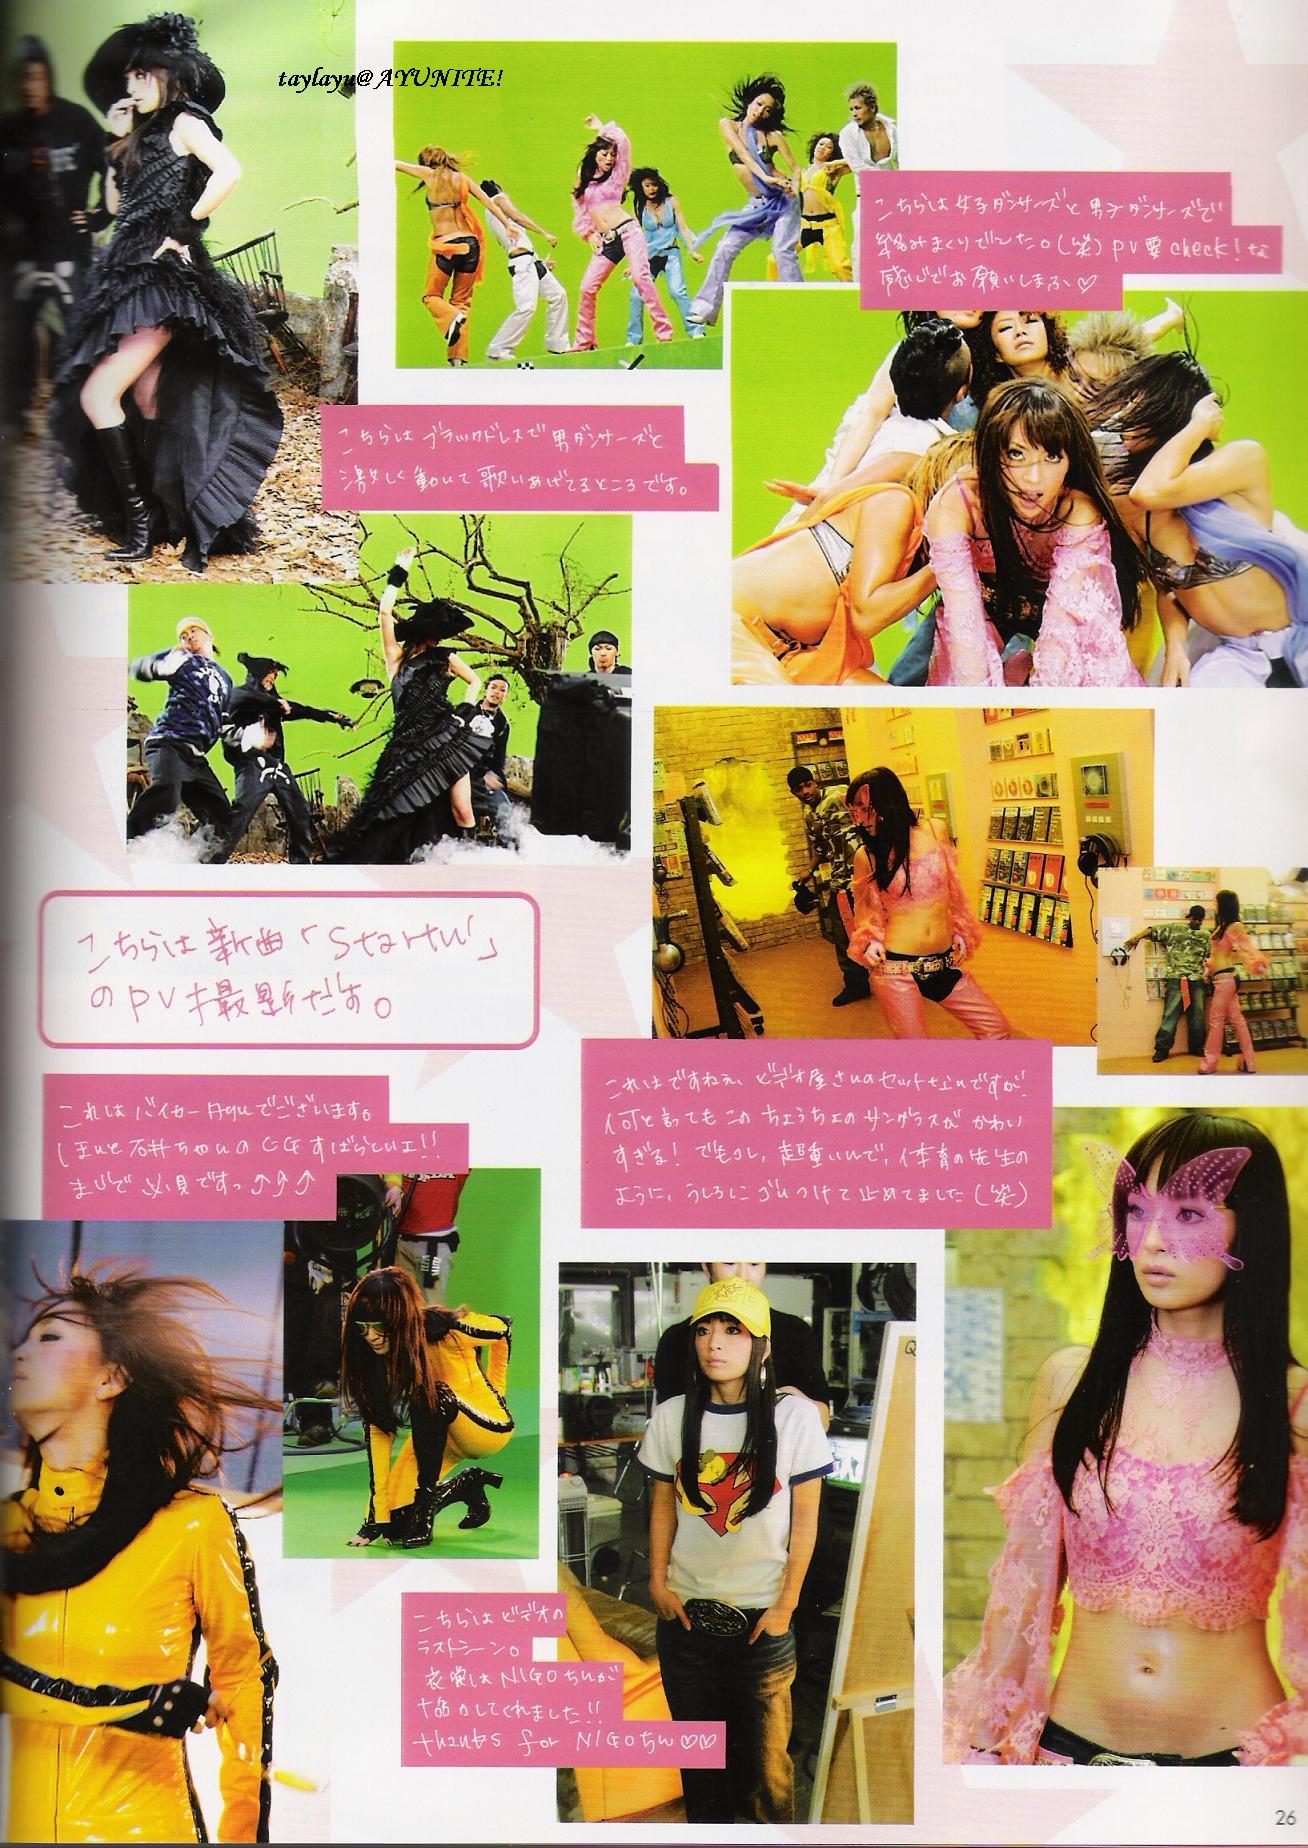 taylayu@AYUNITE!
こちらは女子ダンサーズと男子ダンサーズで
絡みまくりでした。(笑)PV要check!な
感じでお願いしまふ♡
こちらはブラックドレスで男ダンサーズと
激しく動いて歌いあげてるところです。
こちらは新曲「Startin'」
のPV撮影だす。
これはですねぇ、ビデオ屋さんのセットなんですが、
何と言ってもこのちょうちょのサングラスがかわい
すぎる!でもコレ、超重いんで、体育の先生の
ように、うしろにゴムつけて止めてました(笑)
これはバイカーAyuでございます。
ほんと石井ちゃんのCGすばらしいェ!!
まじで必見ですっ⤴⤴⤴
こちらはビデオの
ラストシーン。
衣裳はNIGOちんが
貸してくれました!!
thanks for NIGOちん♡♡
26